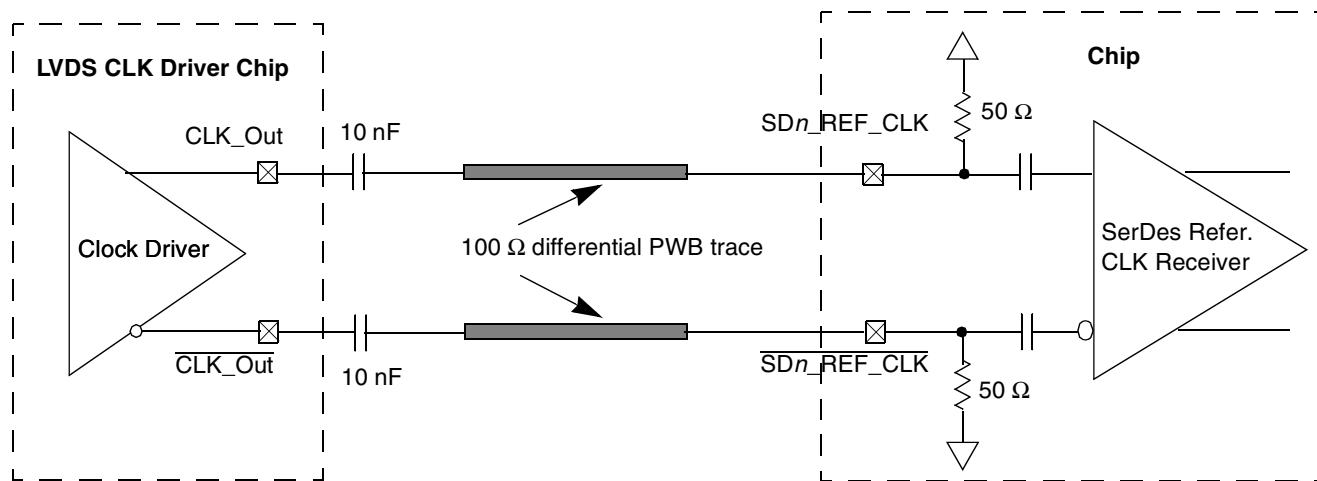 LVDS CLK Driver Chip
Chip
CLK_Out
10 nF
SDn_REF_CLK
50 Ω
Clock Driver
100 Ω differential PWB trace
SerDes Refer.
CLK Receiver
CLK_Out
10 nF
SDn_REF_CLK
50 Ω